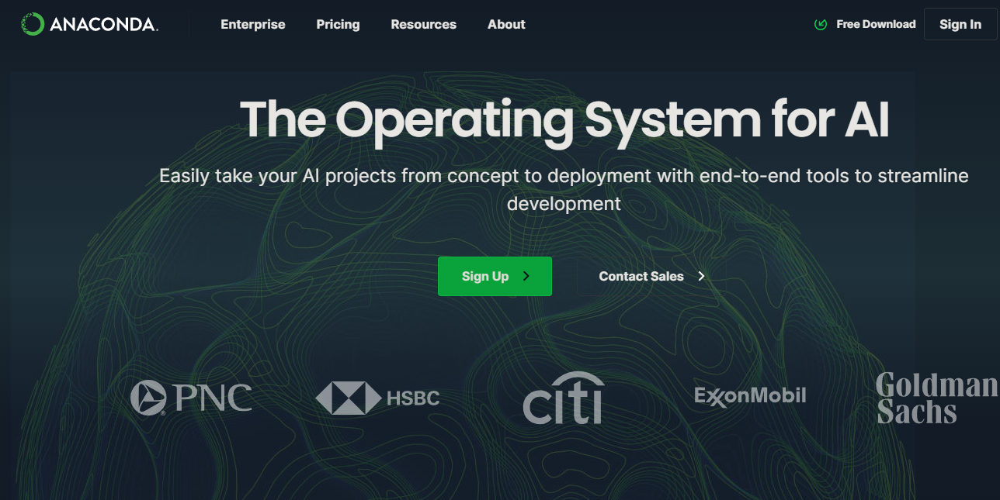 ANACONDA.
Enterprise
Pricing
Resources
About
Free Download
Sign In
The Operating System for AI
Easily take your AI projects from concept to deployment with end-to-end tools to streamline
development
Sign Up
Contact Sales
PNC
HSBC
citi
ExxonMobil
Goldman
Sachs